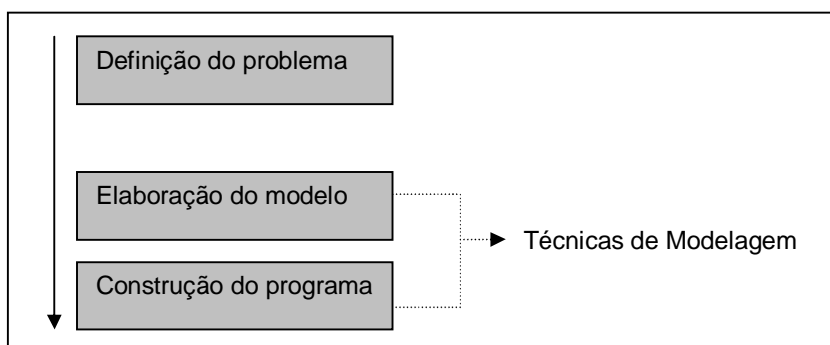 Definição do problema
Elaboração do modelo
Técnicas de Modelagem
Construção do programa